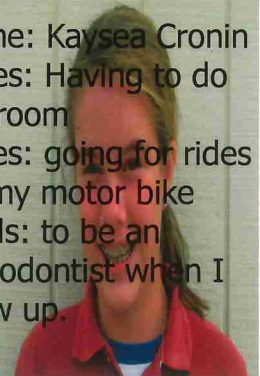 ne: Kaysea Cronin
es: Having to do
room
es: going for rides
my motor bike
ls: to be an
odontist when I
w up.